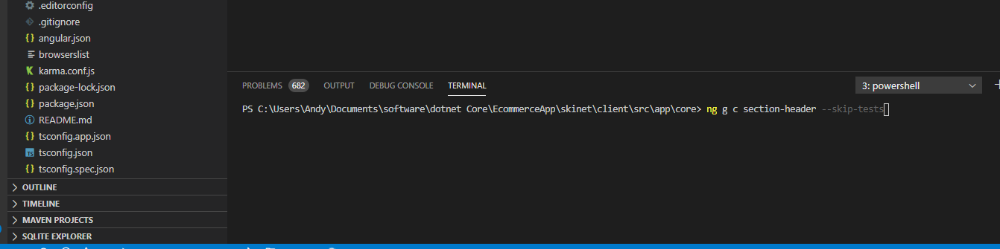 .editorconfig
.gitignore
{} angular.json
browserslist
karma.conf.js
{} package-lock.json
{} package.json
README.md
{} tsconfig.app.json
TS tsconfig.json
{} tsconfig.spec.json
OUTLINE
TIMELINE
MAVEN PROJECTS
SQLITE EXPLORER
PROBLEMS 682 OUTPUT DEBUG CONSOLE TERMINAL 3: powershell
PS C:\Users\Andy\Documents\software\dotnet Core\EcommerceApp\skinet\client\src\app\core> ng g c section-header --skip-tests